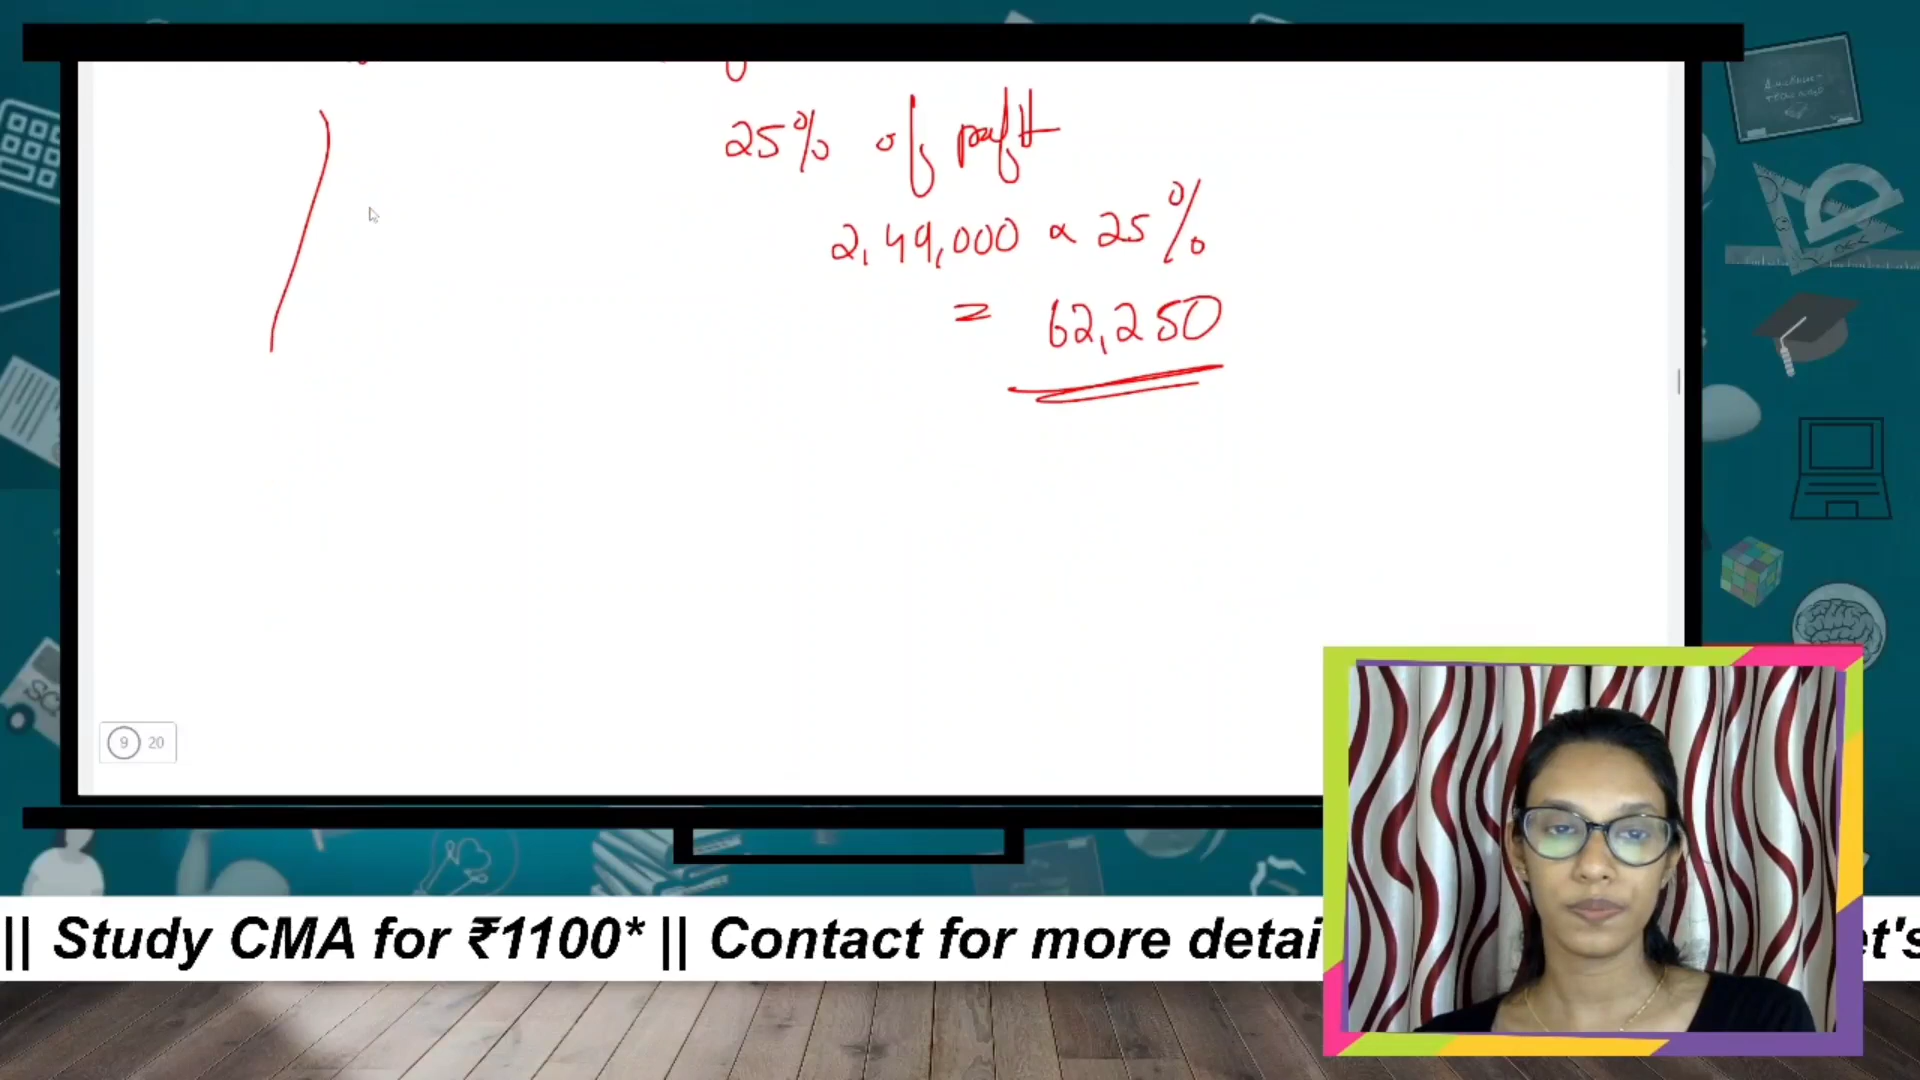 25% of profit
2,49,000 × 25%
= 62,250
9 20
|| Study CMA for ₹1100* || Contact for more detai
et's